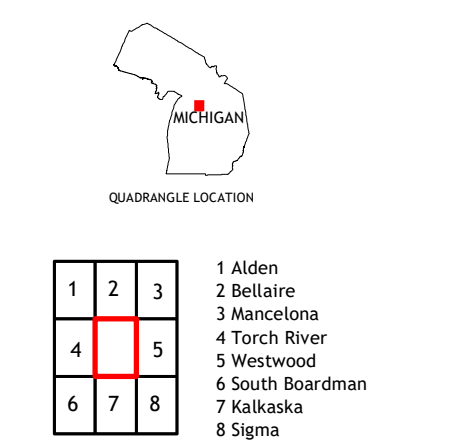 MICHIGAN
QUADRANGLE LOCATION
1 2 3
4 5
6 7 8
1 Alden
2 Bellaire
3 Mancelona
4 Torch River
5 Westwood
6 South Boardman
7 Kalkaska
8 Sigma